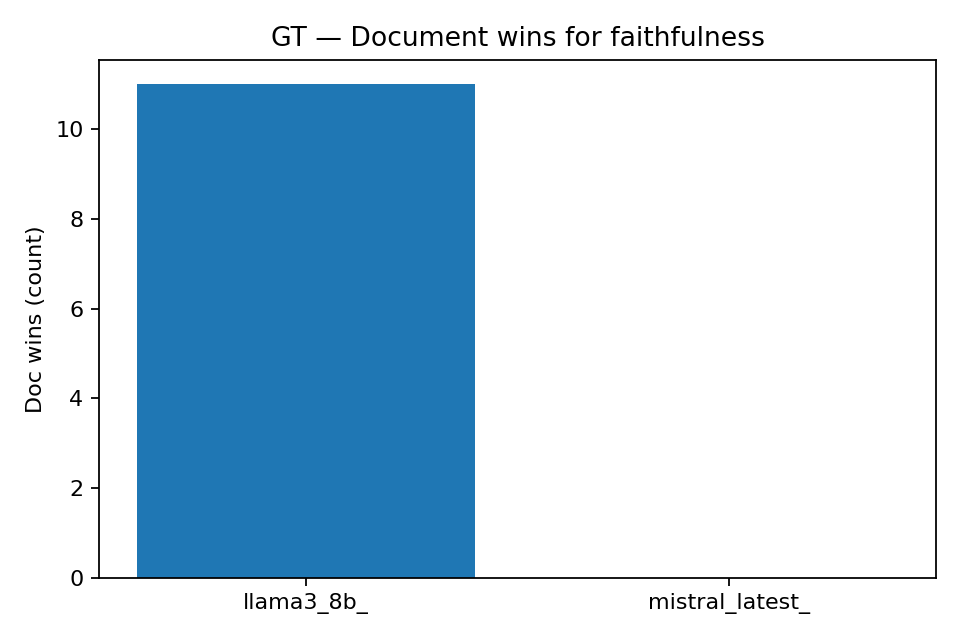 GT — Document wins for faithfulness
Doc wins (count)
10
8
6
4
2
0
llama3_8b_
mistral_latest_